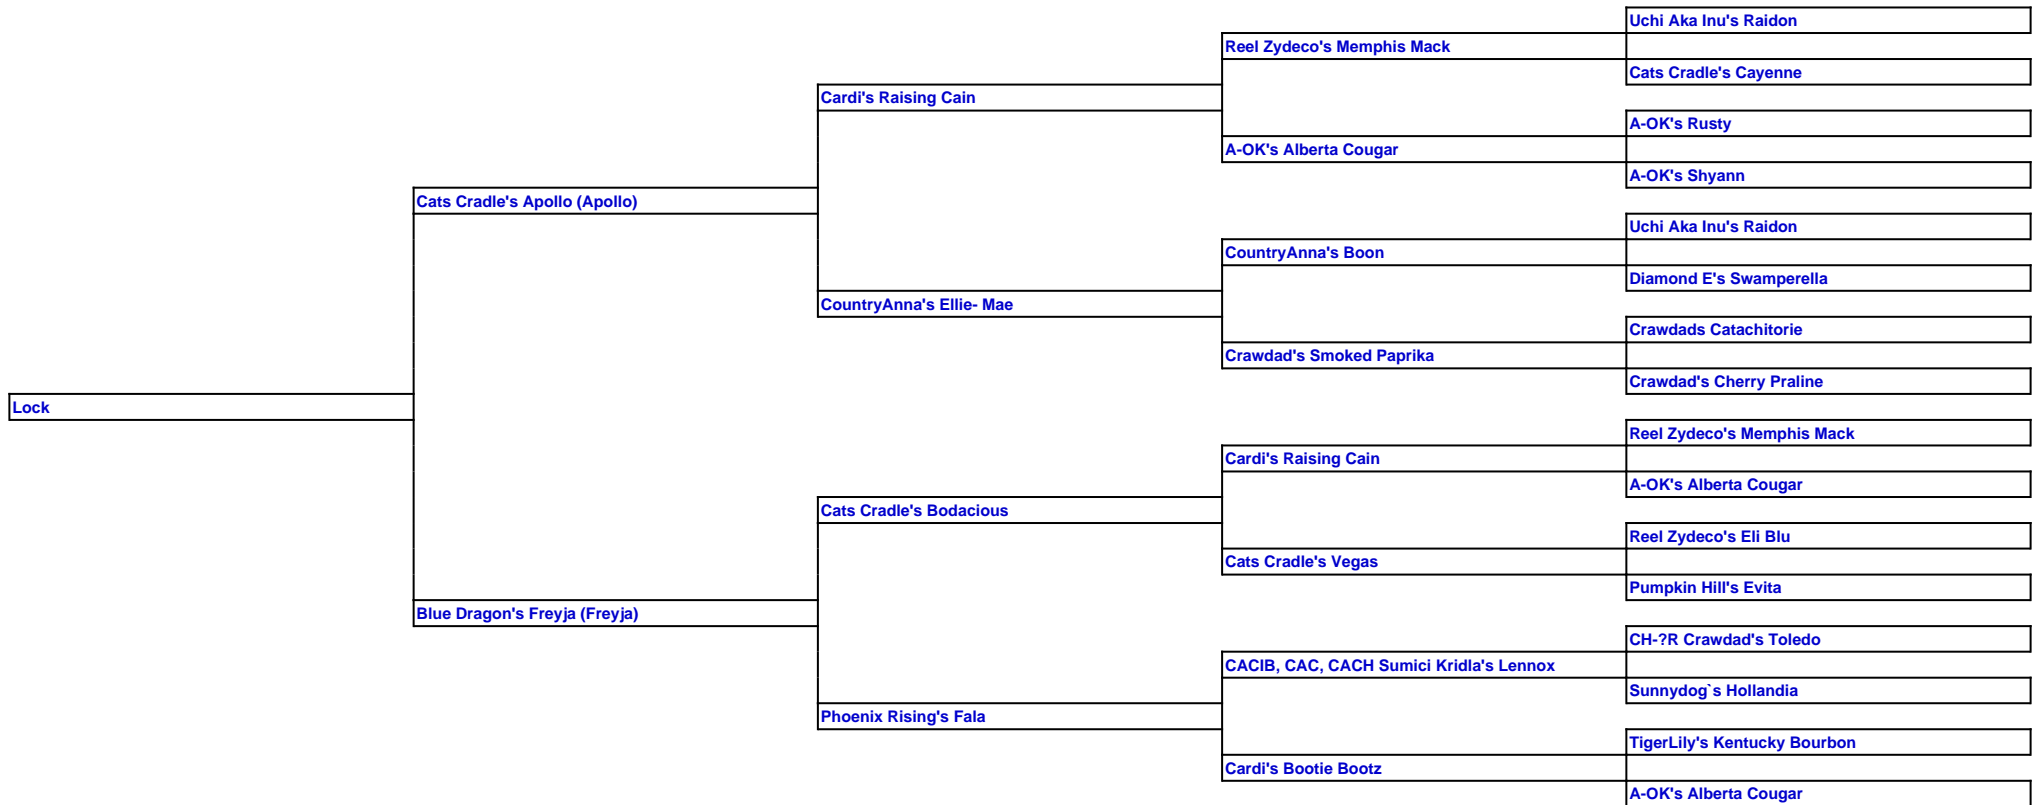 Uchi Aka Inu's Raidon
Reel Zydeco's Memphis Mack
Cats Cradle's Cayenne
Cardi's Raising Cain
A-OK's Rusty
A-OK's Alberta Cougar
A-OK's Shyann
Cats Cradle's Apollo (Apollo)
Uchi Aka Inu's Raidon
CountryAnna's Boon
Diamond E's Swamperella
CountryAnna's Ellie- Mae
Crawdads Catachitorie
Crawdad's Smoked Paprika
Crawdad's Cherry Praline
Lock
Reel Zydeco's Memphis Mack
Cardi's Raising Cain
A-OK's Alberta Cougar
Cats Cradle's Bodacious
Reel Zydeco's Eli Blu
Cats Cradle's Vegas
Pumpkin Hill's Evita
Blue Dragon's Freyja (Freyja)
CH-?R Crawdad's Toledo
CACIB, CAC, CACH Sumici Kridla's Lennox
Sunnydog`s Hollandia
Phoenix Rising's Fala
TigerLily's Kentucky Bourbon
Cardi's Bootie Bootz
A-OK's Alberta Cougar